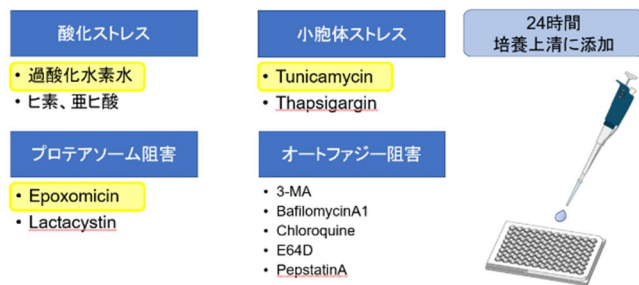 酸化ストレス
• 過酸化水素水
• ヒ素、亜ヒ酸
小胞体ストレス
• Tunicamycin
• Thapsigargin
24時間
培養上清に添加
プロテアソーム阻害
• Epoxomicin
• Lactacystin
オートファジー阻害
• 3-MA
• BafilomycinA1
• Chloroquine
• E64D
• PepstatinA